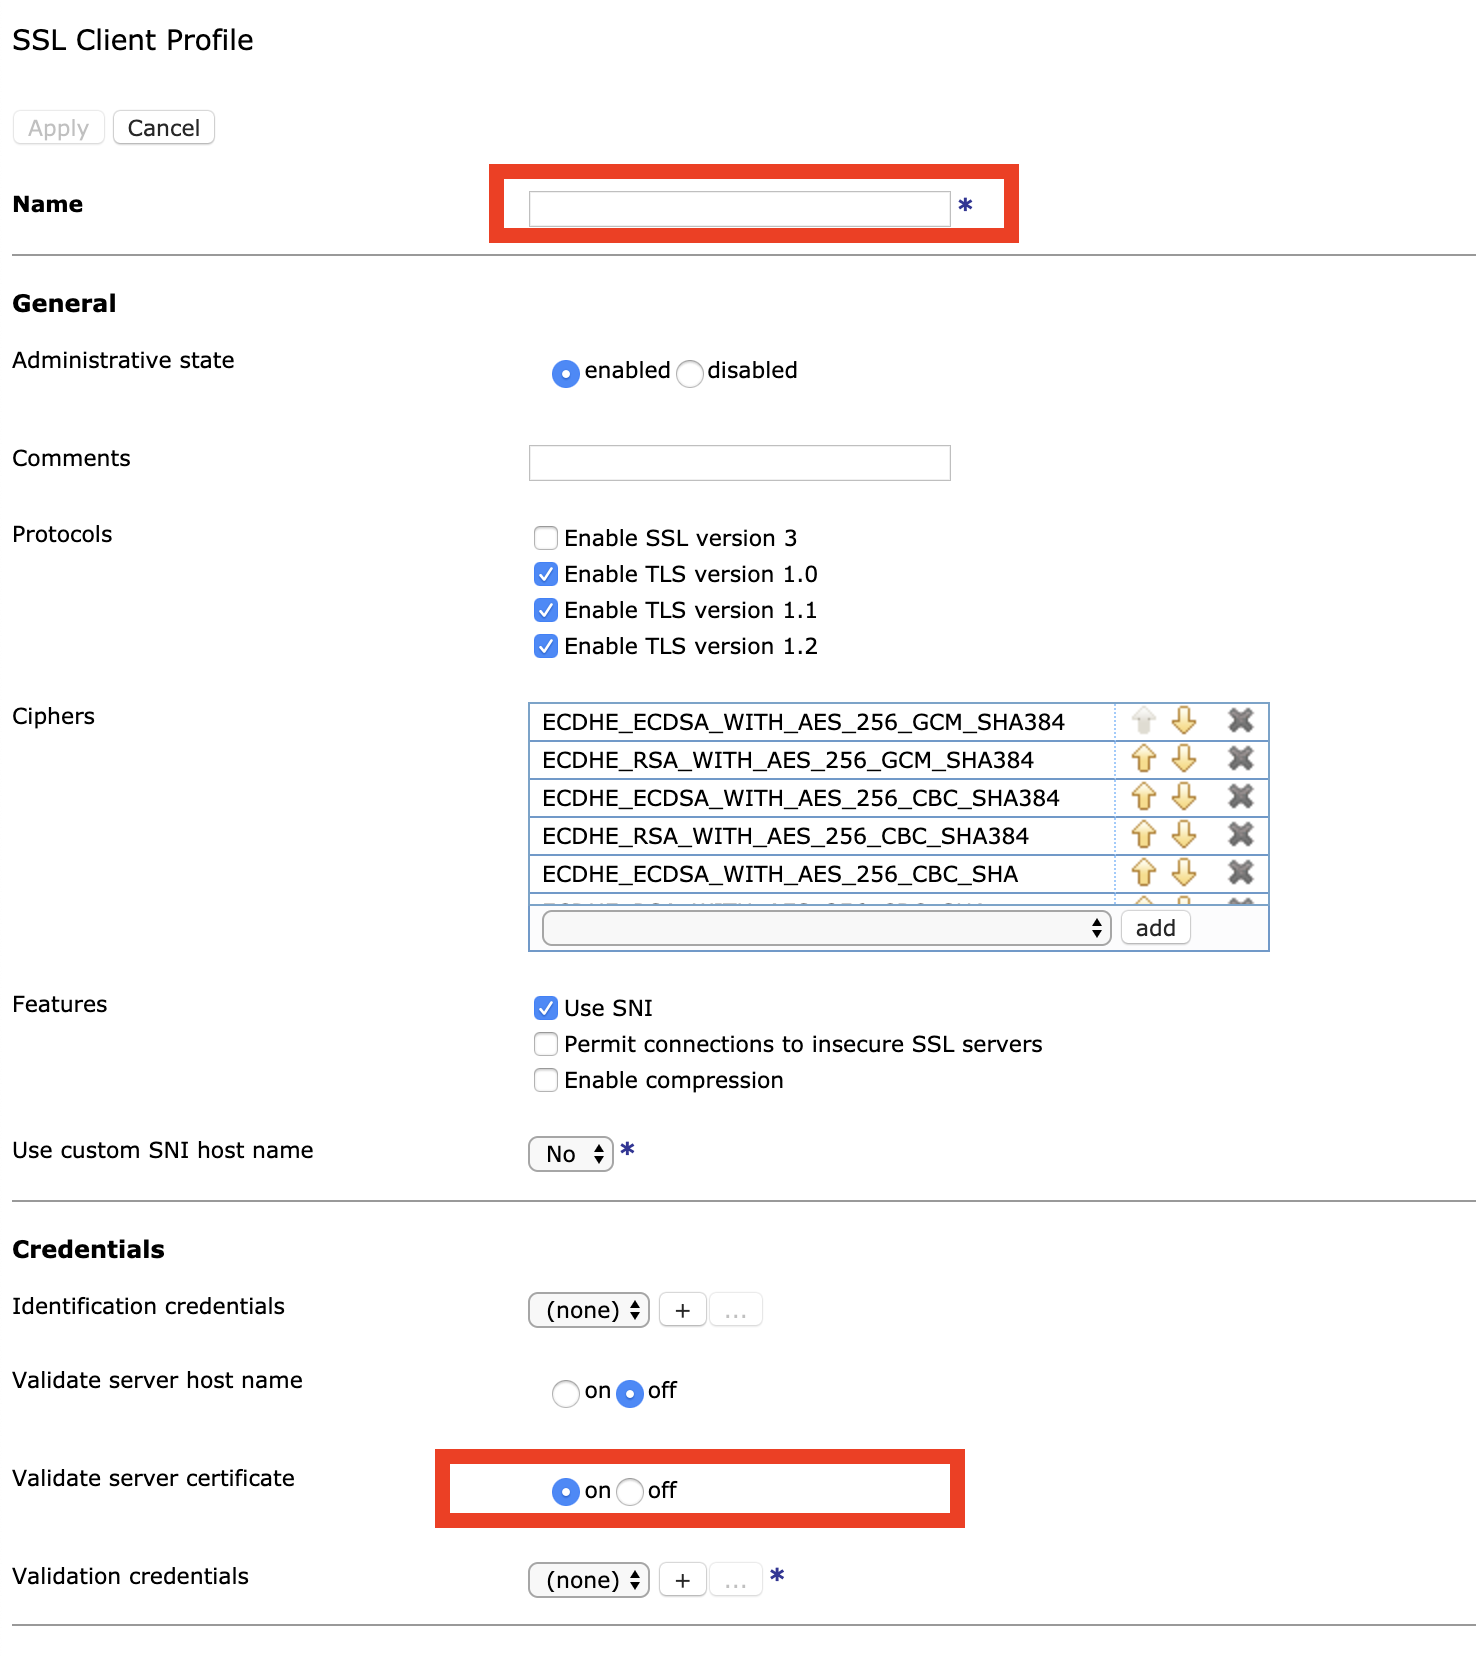 SSL Client Profile
Apply Cancel
Name *
General
Administrative state enabled disabled
Comments
Protocols Enable SSL version 3
Enable TLS version 1.0
Enable TLS version 1.1
Enable TLS version 1.2
Ciphers ECDHE_ECDSA_WITH_AES_256_GCM_SHA384
ECDHE_RSA_WITH_AES_256_GCM_SHA384
ECDHE_ECDSA_WITH_AES_256_CBC_SHA384
ECDHE_RSA_WITH_AES_256_CBC_SHA384
ECDHE_ECDSA_WITH_AES_256_CBC_SHA
add
Features Use SNI
Permit connections to insecure SSL servers
Enable compression
Use custom SNI host name No *
Credentials
Identification credentials (none) + ...
Validate server host name on off
Validate server certificate on off
Validation credentials (none) + ... *